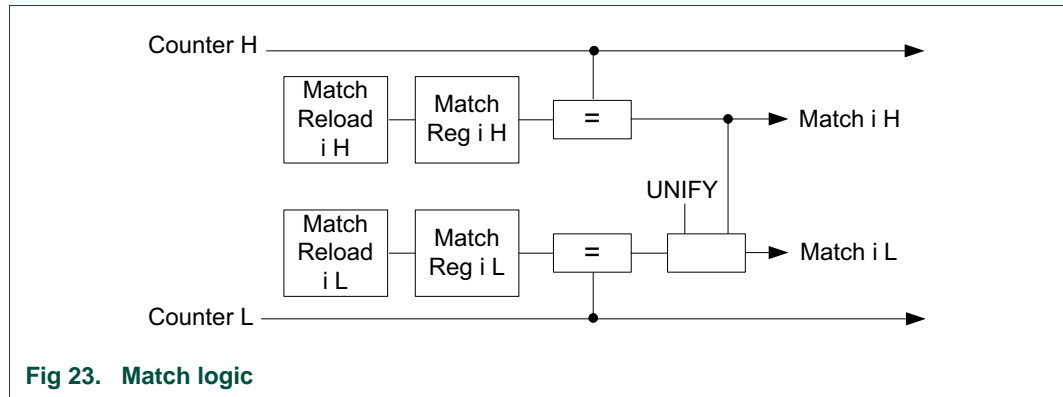 Counter H
Match
Reload
i H
Match
Reg i H
=
Match i H
UNIFY
Match
Reload
i L
Match
Reg i L
=
Match i L
Counter L
Fig 23. Match logic